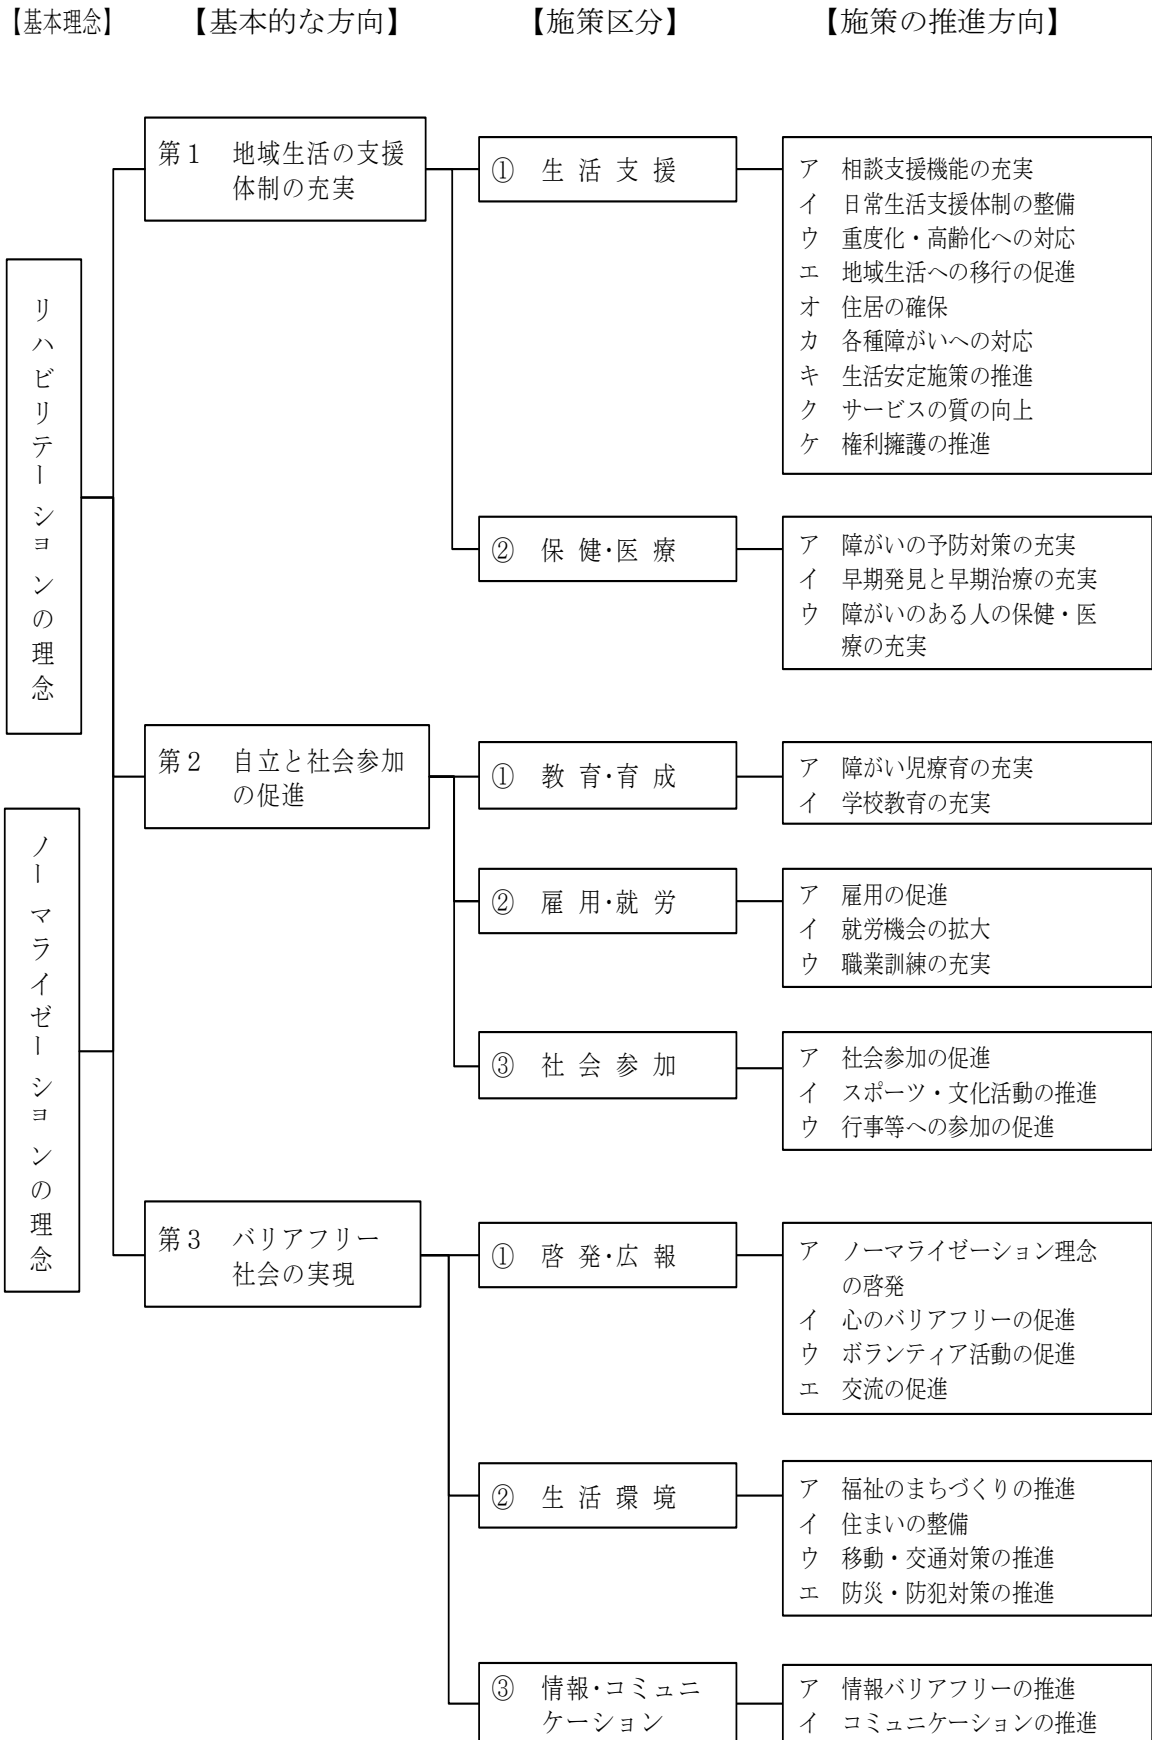 【基本理念】　【基本的な方向】　【施策区分】　【施策の推進方向】
リハビリテーションの理念
ノーマライゼーションの理念
第１　地域生活の支援
体制の充実
①　生 活 支 援
ア　相談支援機能の充実
イ　日常生活支援体制の整備
ウ　重度化・高齢化への対応
エ　地域生活への移行の促進
オ　住居の確保
カ　各種障がいへの対応
キ　生活安定施策の推進
ク　サービスの質の向上
ケ　権利擁護の推進
②　保 健・医 療
ア　障がいの予防対策の充実
イ　早期発見と早期治療の充実
ウ　障がいのある人の保健・医
療の充実
第２　自立と社会参加
の促進
①　教 育・育 成
ア　障がい児療育の充実
イ　学校教育の充実
②　雇 用・就 労
ア　雇用の促進
イ　就労機会の拡大
ウ　職業訓練の充実
③　社 会 参 加
ア　社会参加の促進
イ　スポーツ・文化活動の推進
ウ　行事等への参加の促進
第３　バリアフリー
社会の実現
①　啓 発・広 報
ア　ノーマライゼーション理念
の啓発
イ　心のバリアフリーの促進
ウ　ボランティア活動の促進
エ　交流の促進
②　生 活 環 境
ア　福祉のまちづくりの推進
イ　住まいの整備
ウ　移動・交通対策の推進
エ　防災・防犯対策の推進
③　情報・コミュニ
ケーション
ア　情報バリアフリーの推進
イ　コミュニケーションの推進